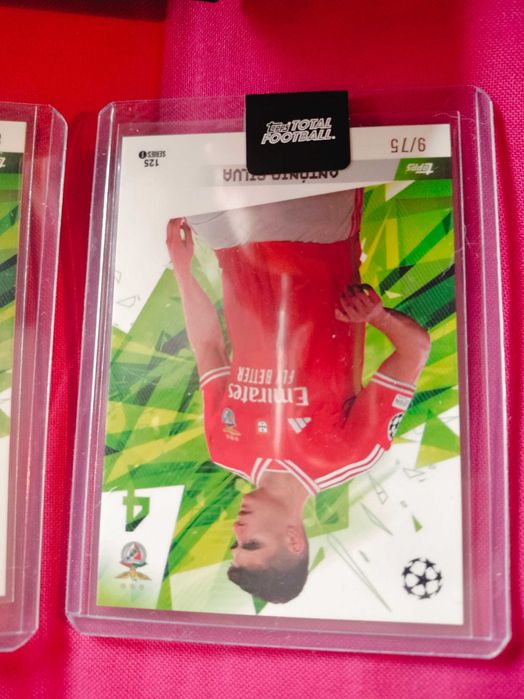 Topps TOTAL
FOOTBALL
9/75
TOPPS
125
SERIES 1
ANTÓNIO SILVA
Emirates
FLY BETTER
4